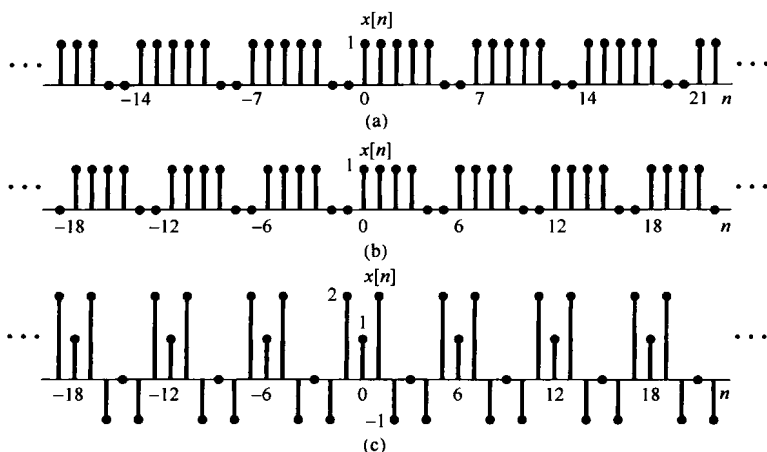 x[n]
1
... ...
−14 −7 0 7 14 21 n
(a)
x[n]
1
... ...
−18 −12 −6 0 6 12 18 n
(b)
x[n]
2
1
... ...
−18 −12 −6 0 6 12 18 n
−1
(c)